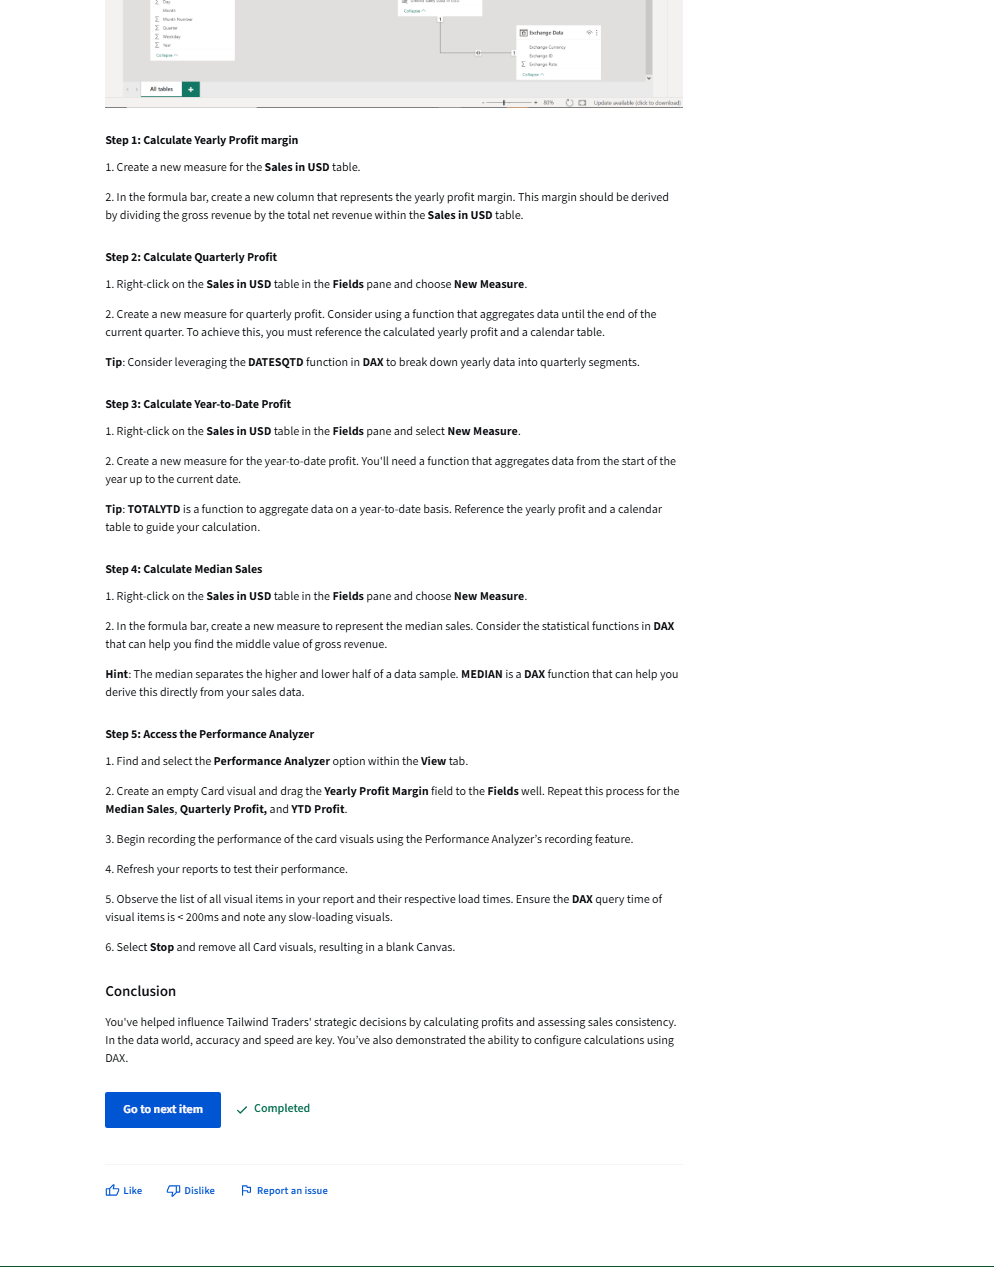 Day
Month
Month Number
Quarter
Weekday
Year
Collapse
Collapse
1
Exchange Data
Exchange Currency
Exchange ID
Exchange Rate
Collapse
All tables
+
80%
Update available (click to download)
Step 1: Calculate Yearly Profit margin
1. Create a new measure for the Sales in USD table.
2. In the formula bar, create a new column that represents the yearly profit margin. This margin should be derived
by dividing the gross revenue by the total net revenue within the Sales in USD table.
Step 2: Calculate Quarterly Profit
1. Right-click on the Sales in USD table in the Fields pane and choose New Measure.
2. Create a new measure for quarterly profit. Consider using a function that aggregates data until the end of the
current quarter. To achieve this, you must reference the calculated yearly profit and a calendar table.
Tip: Consider leveraging the DATESQTD function in DAX to break down yearly data into quarterly segments.
Step 3: Calculate Year-to-Date Profit
1. Right-click on the Sales in USD table in the Fields pane and select New Measure.
2. Create a new measure for the year-to-date profit. You'll need a function that aggregates data from the start of the
year up to the current date.
Tip: TOTALYTD is a function to aggregate data on a year-to-date basis. Reference the yearly profit and a calendar
table to guide your calculation.
Step 4: Calculate Median Sales
1. Right-click on the Sales in USD table in the Fields pane and choose New Measure.
2. In the formula bar, create a new measure to represent the median sales. Consider the statistical functions in DAX
that can help you find the middle value of gross revenue.
Hint: The median separates the higher and lower half of a data sample. MEDIAN is a DAX function that can help you
derive this directly from your sales data.
Step 5: Access the Performance Analyzer
1. Find and select the Performance Analyzer option within the View tab.
2. Create an empty Card visual and drag the Yearly Profit Margin field to the Fields well. Repeat this process for the
Median Sales, Quarterly Profit, and YTD Profit.
3. Begin recording the performance of the card visuals using the Performance Analyzer’s recording feature.
4. Refresh your reports to test their performance.
5. Observe the list of all visual items in your report and their respective load times. Ensure the DAX query time of
visual items is < 200ms and note any slow-loading visuals.
6. Select Stop and remove all Card visuals, resulting in a blank Canvas.
Conclusion
You've helped influence Tailwind Traders' strategic decisions by calculating profits and assessing sales consistency.
In the data world, accuracy and speed are key. You’ve also demonstrated the ability to configure calculations using
DAX.
Go to next item
Completed
Like
Dislike
Report an issue